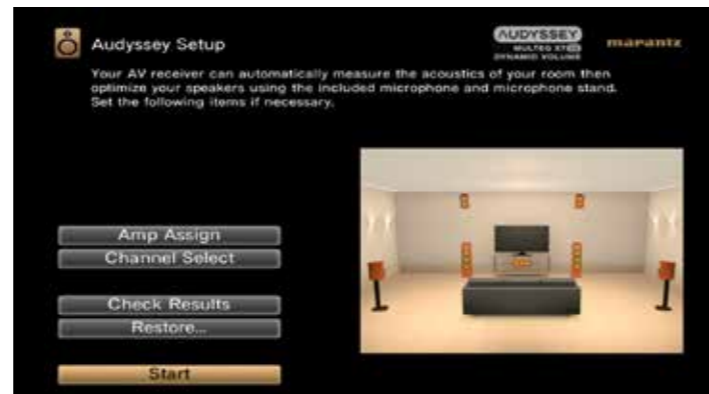 Audyssey Setup
AUDYSSEY
MULTEQ XT32
DYNAMIC VOLUME
marantz
Your AV receiver can automatically measure the acoustics of your room then
optimize your speakers using the included microphone and microphone stand.
Set the following items if necessary.
Amp Assign
Channel Select
Check Results
Restore...
Start